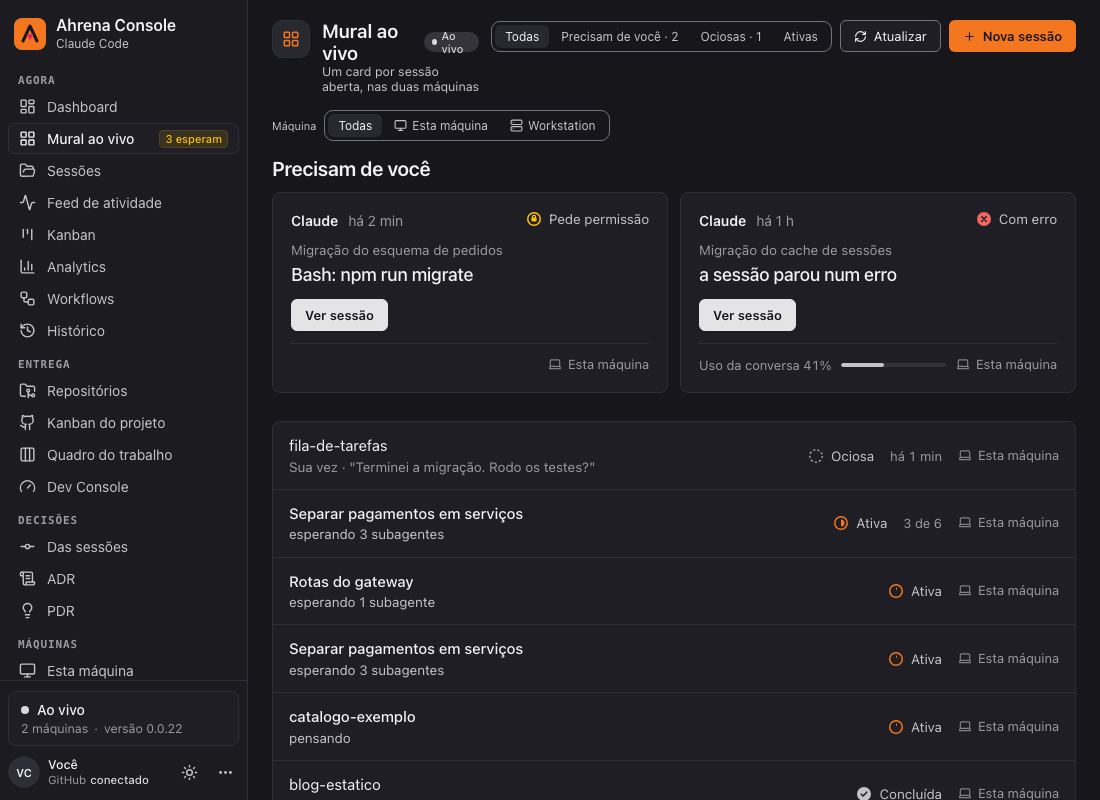 Ahrena Console
Claude Code
AGORA
Dashboard
Mural ao vivo
3 esperam
Sessões
Feed de atividade
Kanban
Analytics
Workflows
Histórico
ENTREGA
Repositórios
Kanban do projeto
Quadro do trabalho
Dev Console
DECISÕES
Das sessões
ADR
PDR
MÁQUINAS
Esta máquina
Ao vivo
2 máquinas · versão 0.0.22
VC
Você
GitHub conectado
Mural ao
vivo
Ao
vivo
Um card por sessão
aberta, nas duas máquinas
Todas
Precisam de você · 2
Ociosas · 1
Ativas
Atualizar
+ Nova sessão
Máquina
Todas
Esta máquina
Workstation
Precisam de você
Claude há 2 min
Pede permissão
Migração do esquema de pedidos
Bash: npm run migrate
Ver sessão
Esta máquina
Claude há 1 h
Com erro
Migração do cache de sessões
a sessão parou num erro
Ver sessão
Uso da conversa 41%
Esta máquina
fila-de-tarefas
Sua vez · "Terminei a migração. Rodo os testes?"
Ociosa há 1 min Esta máquina
Separar pagamentos em serviços
esperando 3 subagentes
Ativa 3 de 6 Esta máquina
Rotas do gateway
esperando 1 subagente
Ativa Esta máquina
Separar pagamentos em serviços
esperando 3 subagentes
Ativa Esta máquina
catalogo-exemplo
pensando
Ativa Esta máquina
blog-estatico
Concluída Esta máquina